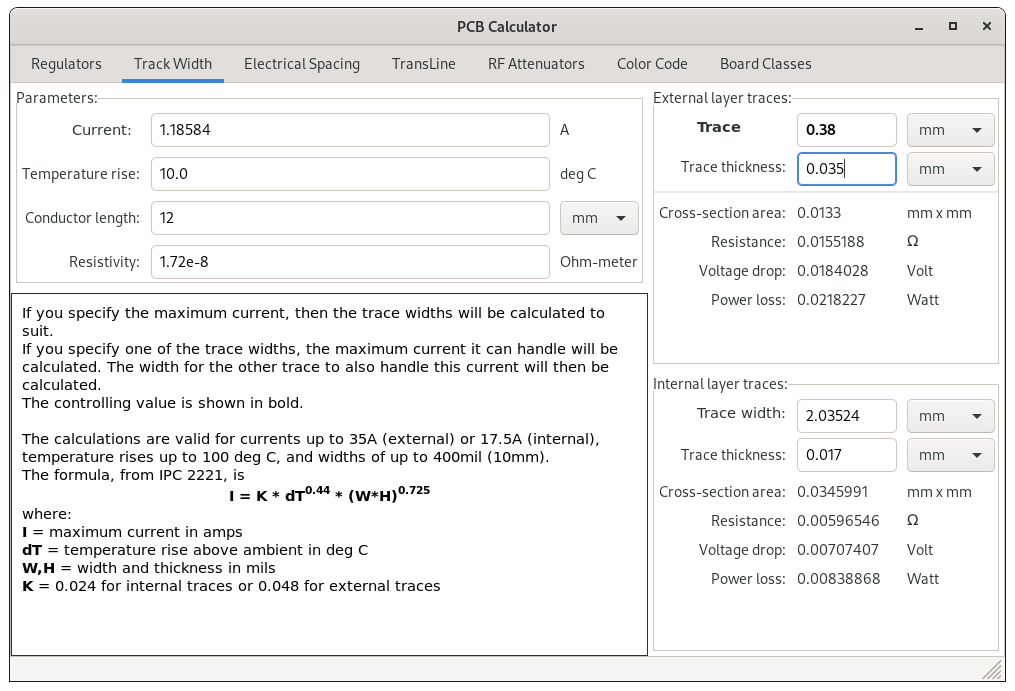 PCB Calculator
Regulators Track Width Electrical Spacing TransLine RF Attenuators Color Code Board Classes
Parameters:
Current: 1.18584 A
Temperature rise: 10.0 deg C
Conductor length: 12 mm
Resistivity: 1.72e-8 Ohm-meter
If you specify the maximum current, then the trace widths will be calculated to
suit.
If you specify one of the trace widths, the maximum current it can handle will be
calculated. The width for the other trace to also handle this current will then be
calculated.
The controlling value is shown in bold.
The calculations are valid for currents up to 35A (external) or 17.5A (internal),
temperature rises up to 100 deg C, and widths of up to 400mil (10mm).
The formula, from IPC 2221, is
I = K * dT^0.44 * (W*H)^0.725
where:
I = maximum current in amps
dT = temperature rise above ambient in deg C
W,H = width and thickness in mils
K = 0.024 for internal traces or 0.048 for external traces
External layer traces:
Trace 0.38 mm
Trace thickness: 0.035 mm
Cross-section area: 0.0133 mm x mm
Resistance: 0.0155188 Ω
Voltage drop: 0.0184028 Volt
Power loss: 0.0218227 Watt
Internal layer traces:
Trace width: 2.03524 mm
Trace thickness: 0.017 mm
Cross-section area: 0.0345991 mm x mm
Resistance: 0.00596546 Ω
Voltage drop: 0.00707407 Volt
Power loss: 0.00838868 Watt